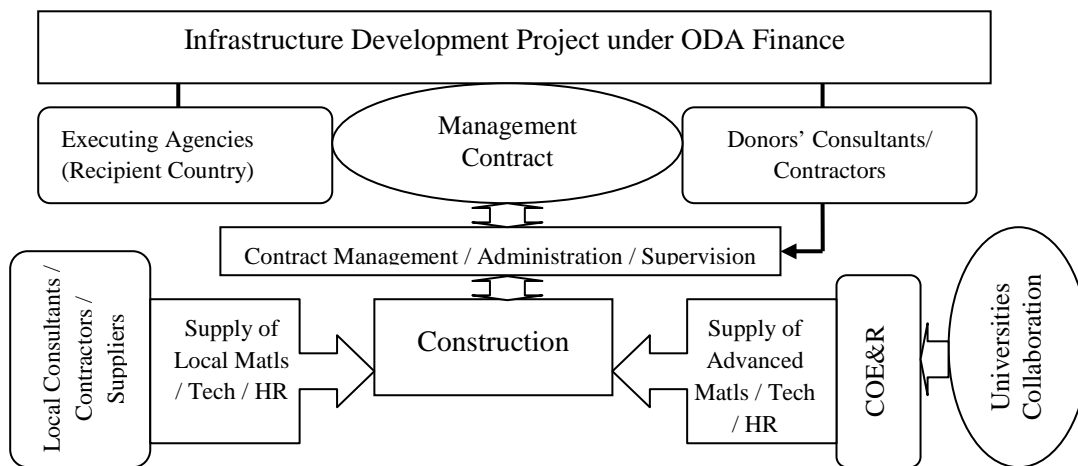 Infrastructure Development Project under ODA Finance
Executing Agencies
(Recipient Country)
Management
Contract
Donors' Consultants/
Contractors
Contract Management / Administration / Supervision
Local Consultants /
Contractors /
Suppliers
Supply of
Local Matls
/ Tech / HR
Construction
Supply of
Advanced
Matls / Tech
/ HR
COE&R
Universities
Collaboration